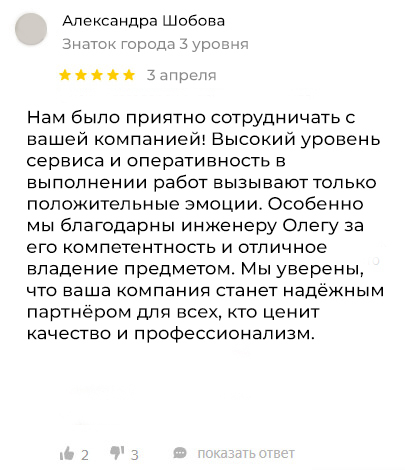 Александра Шобова
Знаток города 3 уровня
3 апреля
Нам было приятно сотрудничать с
вашей компанией! Высокий уровень
сервиса и оперативность в
выполнении работ вызывают только
положительные эмоции. Особенно
мы благодарны инженеру Олегу за
его компетентность и отличное
владение предметом. Мы уверены,
что ваша компания станет надёжным
партнёром для всех, кто ценит
качество и профессионализм.
2 3 показать ответ